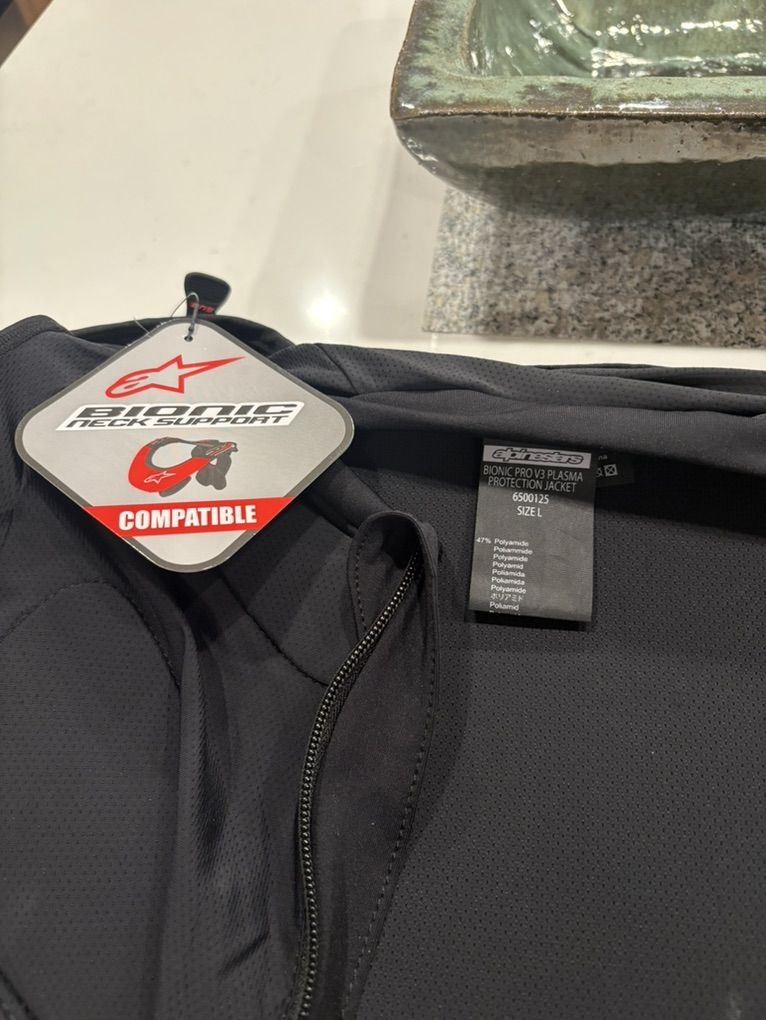 BIONIC
NECK SUPPORT
COMPATIBLE
alpinestars
BIONIC PRO V3 PLASMA
PROTECTION JACKET
6500125
SIZE L
47% Polyamide
Poliammide
Polyamide
Polyamid
Poliamida
Poliamida
Polyamide
ポリアミド
Poliamid